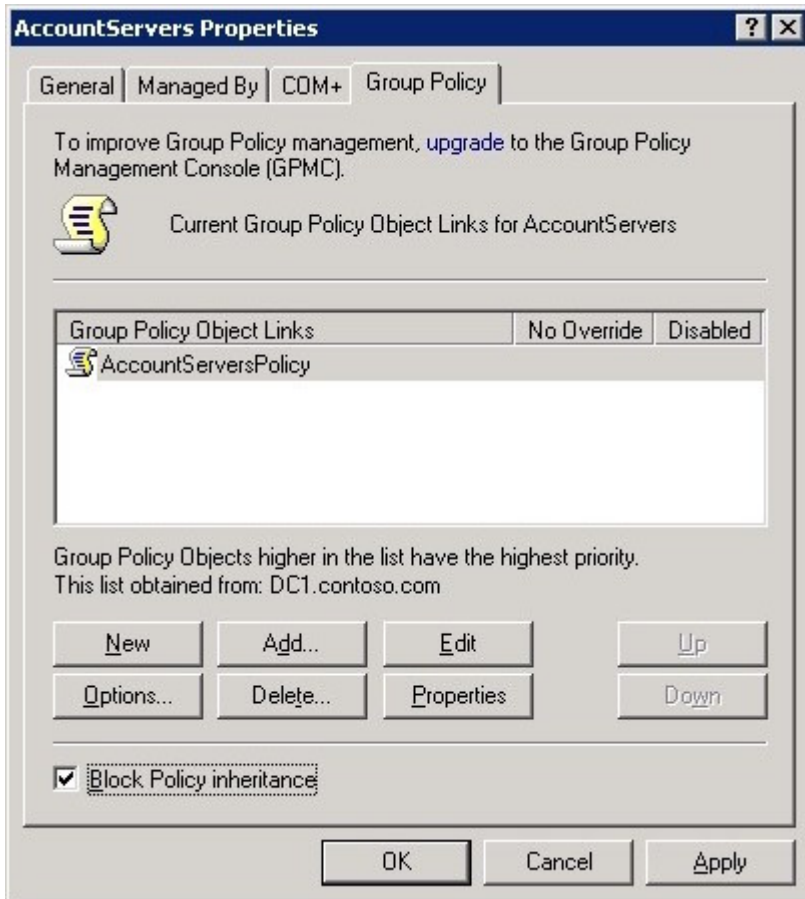 AccountServers Properties
General Managed By COM+ Group Policy
To improve Group Policy management, upgrade to the Group Policy
Management Console (GPMC).
Current Group Policy Object Links for AccountServers
Group Policy Object Links No Override Disabled
AccountServersPolicy
Group Policy Objects higher in the list have the highest priority.
This list obtained from: DC1.contoso.com
New Add... Edit Up
Options... Delete... Properties Down
Block Policy inheritance
OK Cancel Apply